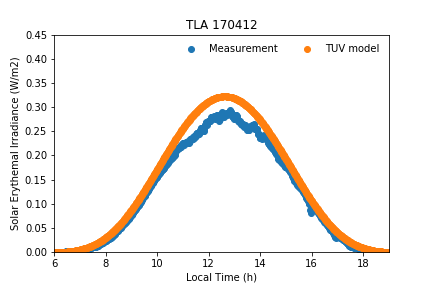 TLA 170412
Measurement
TUV model
Solar Erythemal Irradiance (W/m2)
0.45
0.40
0.35
0.30
0.25
0.20
0.15
0.10
0.05
0.00
6 8 10 12 14 16 18
Local Time (h)